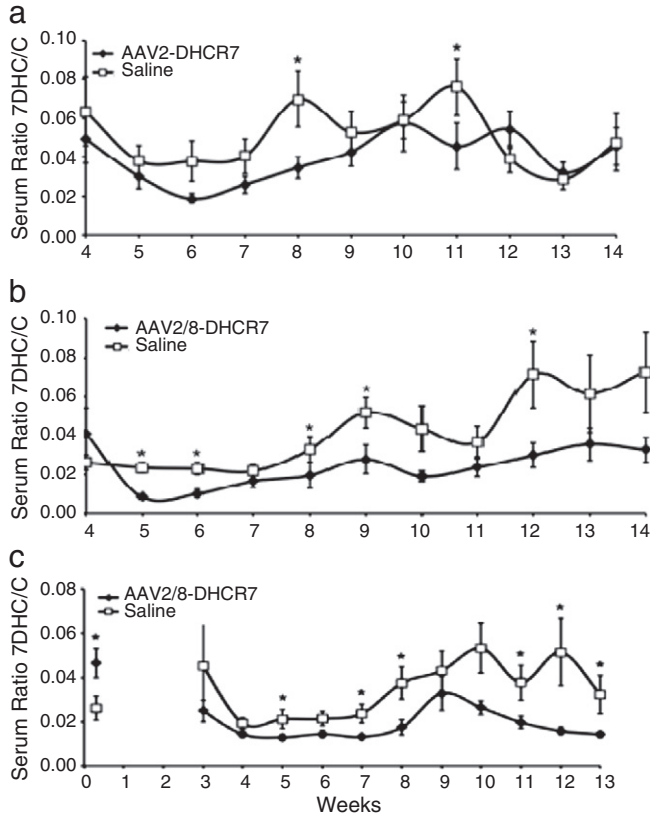 a
Serum Ratio 7DHC/C
0.10
0.08
0.06
0.04
0.02
0.00
AAV2-DHCR7
Saline
* *
4 5 6 7 8 9 10 11 12 13 14
b
Serum Ratio 7DHC/C
0.10
0.08
0.06
0.04
0.02
0.00
AAV2/8-DHCR7
Saline
* * * * *
4 5 6 7 8 9 10 11 12 13 14
c
Serum Ratio 7DHC/C
0.08
0.06
0.04
0.02
0.00
AAV2/8-DHCR7
Saline
* * * * * * *
0 1 2 3 4 5 6 7 8 9 10 11 12 13
Weeks